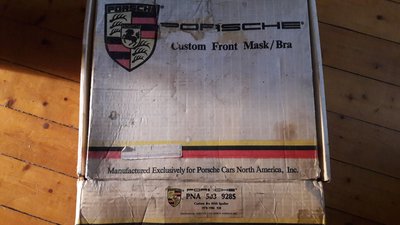 PORSCHE
PORSCHE
Custom Front Mask/Bra
Manufactured Exclusively for Porsche Cars North America, Inc.
PORSCHE
PNA 503 928S